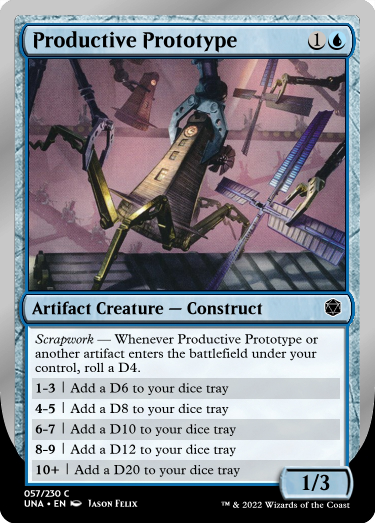 Productive Prototype 1
Artifact Creature — Construct
Scrapwork — Whenever Productive Prototype or
another artifact enters the battlefield under your
control, roll a D4.
1-3 | Add a D6 to your dice tray
4-5 | Add a D8 to your dice tray
6-7 | Add a D10 to your dice tray
8-9 | Add a D12 to your dice tray
10+ | Add a D20 to your dice tray
1/3
057/230 C
UNA • EN Jason Felix
™ & 2022 Wizards of the Coast